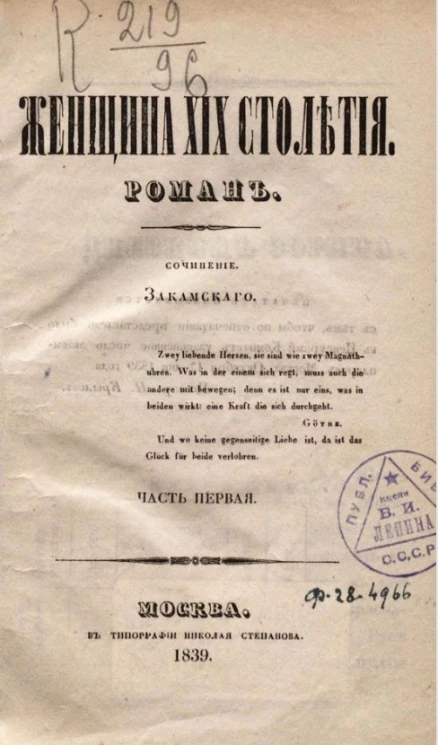 К. 219
96
ЖЕНЩИНА XIX СТОЛѢТІЯ.
РОМАНЪ.
СОЧИНЕНІЕ.
ЗАКАМСКАГО.
Zwey liebende Herzen, sie sind wie zwey Magnuth-
uhren. Was in der einem sich regt, muss auch die
andere mit bewegen; denn es ist nur eins, was in
beiden wirkt: eine Kraft die sich durchgeht.
GÖTHE.
Und wo keine gegenseitige Liebe ist, da ist das
Glück für beide verlohren.
ЧАСТЬ ПЕРВАЯ.
ПУБЛ. БИБ
имени
В. И.
ЛЕНИНА
С.С.С.Р
Ф-28-4966
МОСКВА.
ВЪ ТИПОГРАФІИ НИКОЛАЯ СТЕПАНОВА.
1839.